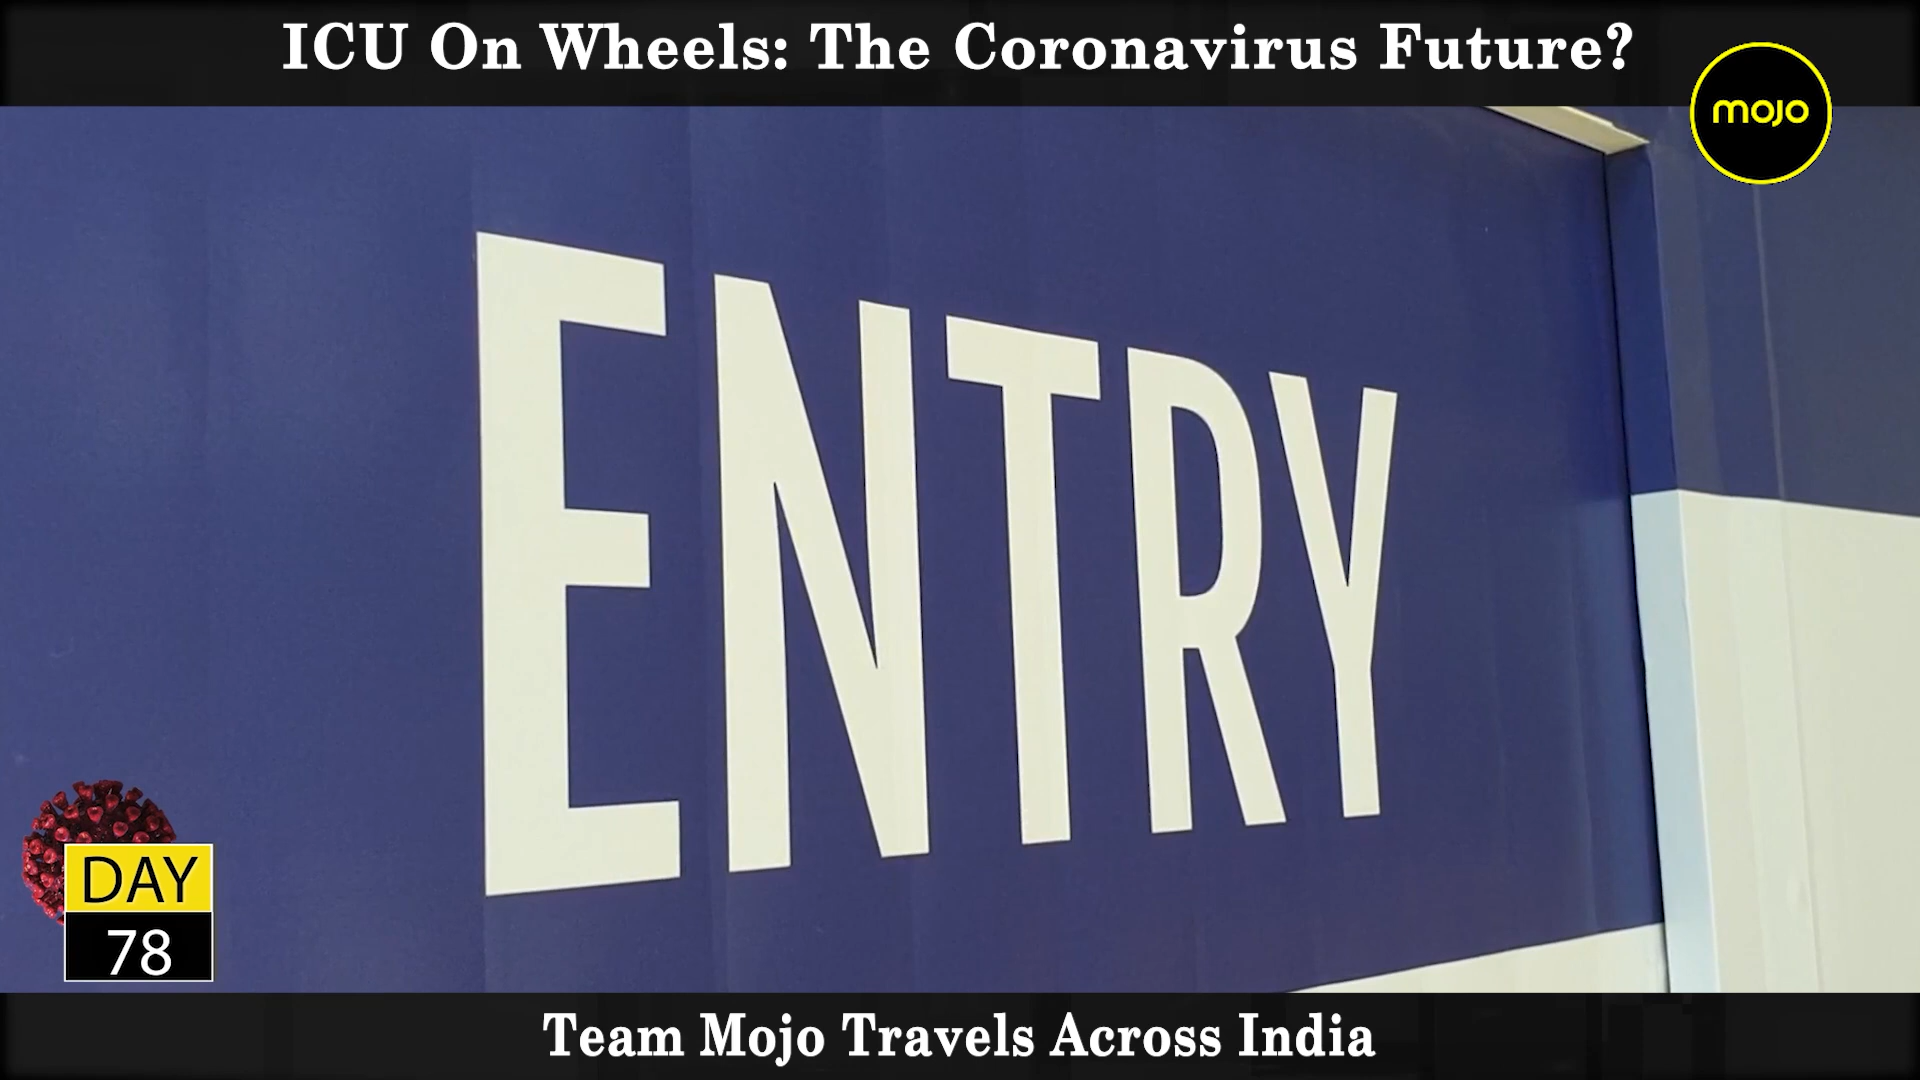 ICU On Wheels: The Coronavirus Future?
mojo
ENTRY
DAY
78
Team Mojo Travels Across India